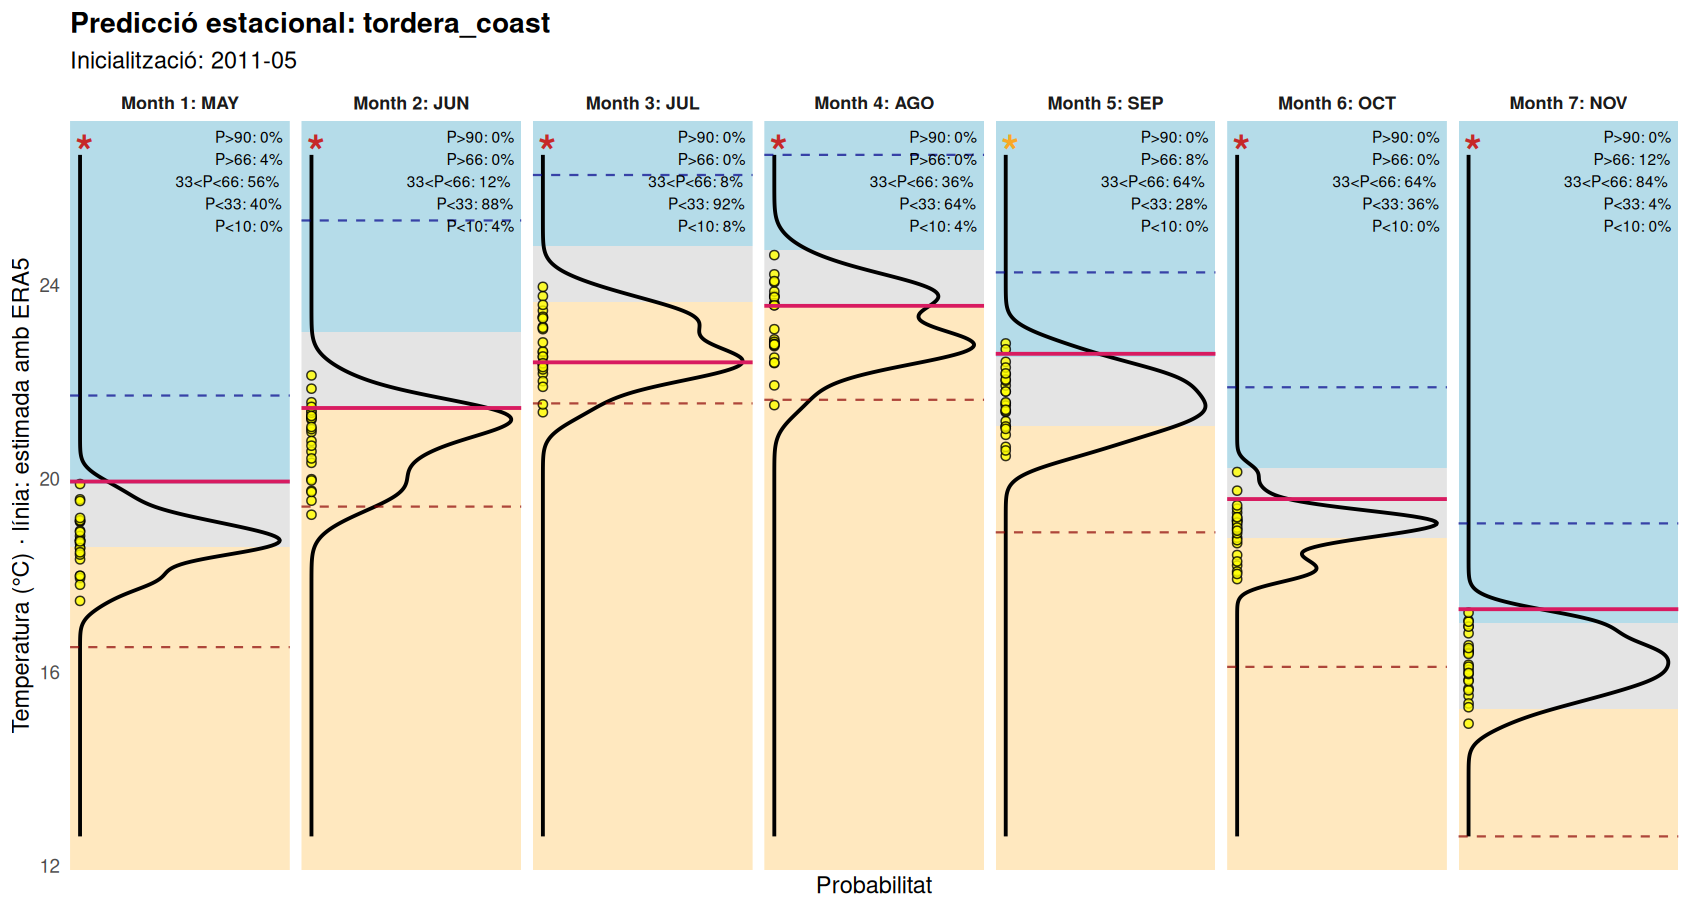 Predicció estacional: tordera_coast
Inicialització: 2011-05
Month 1: MAY
Month 2: JUN
Month 3: JUL
Month 4: AGO
Month 5: SEP
Month 6: OCT
Month 7: NOV
*
P>90: 0%
P>66: 4%
33<P<66: 56%
P<33: 40%
P<10: 0%
*
P>90: 0%
P>66: 0%
33<P<66: 12%
P<33: 88%
P<10: 4%
*
P>90: 0%
P>66: 0%
33<P<66: 8%
P<33: 92%
P<10: 8%
*
P>90: 0%
P>66: 0%
33<P<66: 36%
P<33: 64%
P<10: 4%
*
P>90: 0%
P>66: 8%
33<P<66: 64%
P<33: 28%
P<10: 0%
*
P>90: 0%
P>66: 0%
33<P<66: 64%
P<33: 36%
P<10: 0%
*
P>90: 0%
P>66: 12%
33<P<66: 84%
P<33: 4%
P<10: 0%
Temperatura (°C) · línia: estimada amb ERA5
24
20
16
12
Probabilitat